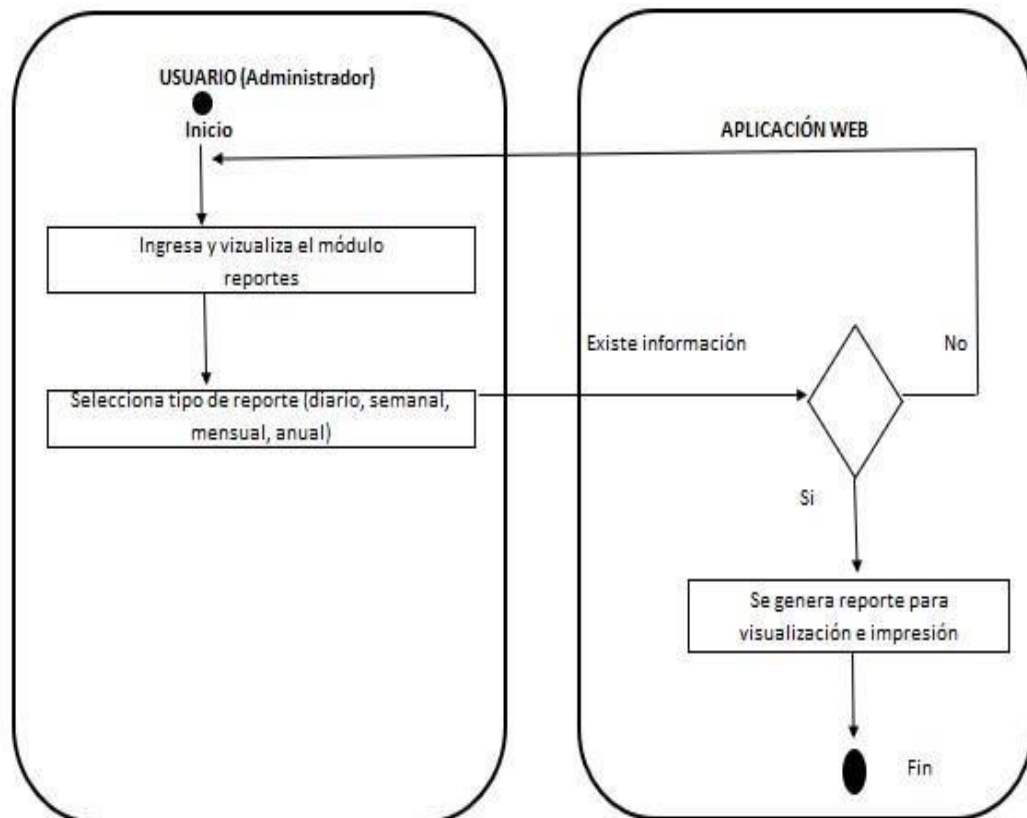 USUARIO (Administrador)
Inicio
Ingresa y vizualiza el módulo
reportes
Selecciona tipo de reporte (diario, semanal,
mensual, anual)
APLICACIÓN WEB
Existe información
No
Si
Se genera reporte para
visualización e impresión
Fin